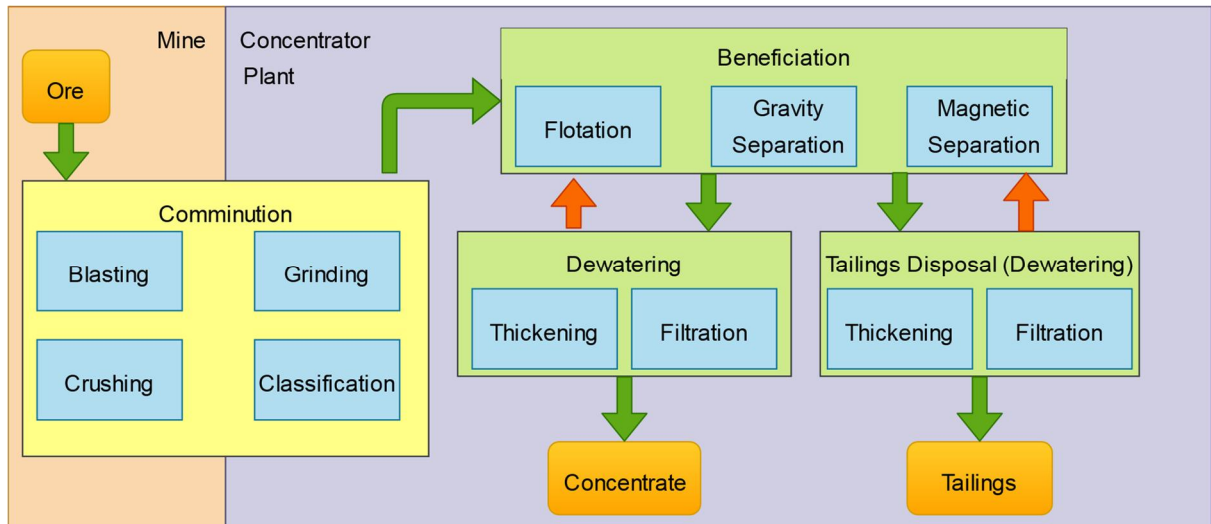 Mine
Concentrator
Plant
Ore
Comminution
Blasting
Grinding
Crushing
Classification
Beneficiation
Flotation
Gravity
Separation
Magnetic
Separation
Dewatering
Thickening
Filtration
Tailings Disposal (Dewatering)
Thickening
Filtration
Concentrate
Tailings